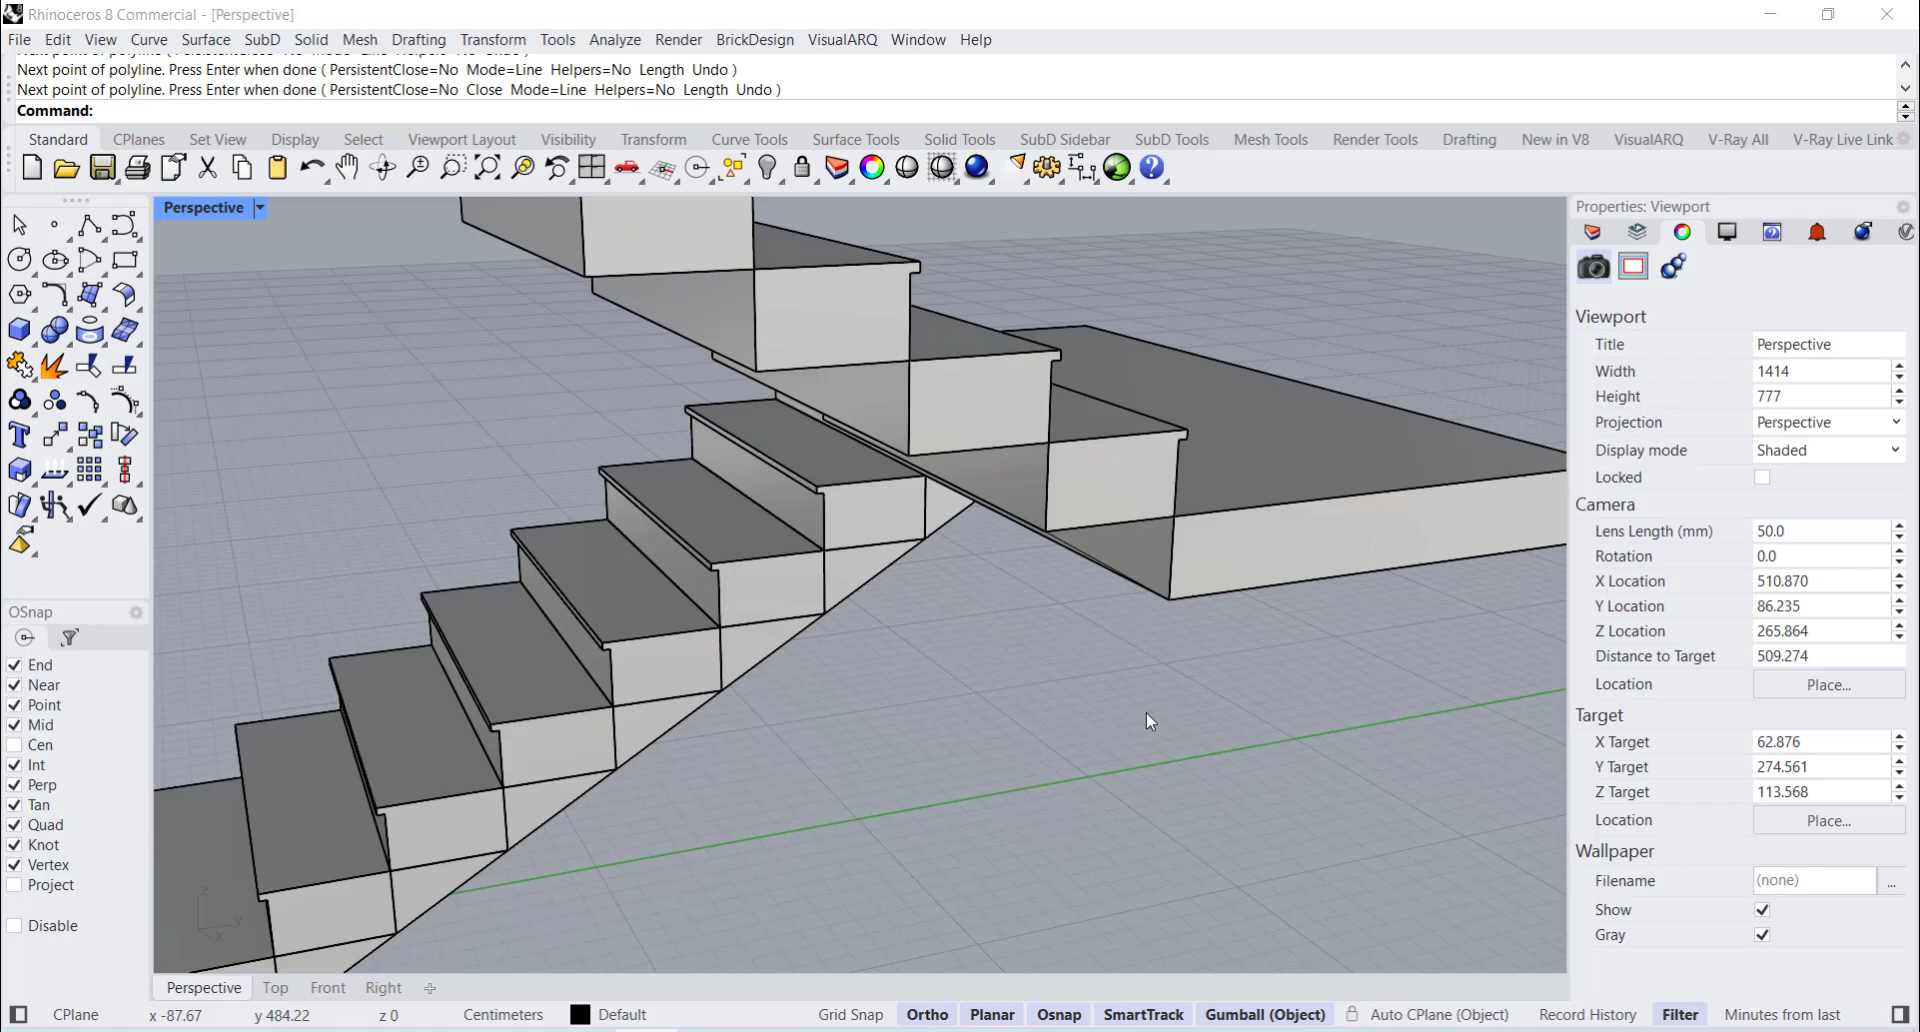 Rhinoceros 8 Commercial - [Perspective]
File Edit View Curve Surface SubD Solid Mesh Drafting Transform Tools Analyze Render BrickDesign VisualARQ Window Help
Next point of polyline. Press Enter when done ( PersistentClose=No Mode=Line Helpers=No Length Undo )
Next point of polyline. Press Enter when done ( PersistentClose=No Close Mode=Line Helpers=No Length Undo )
Command:
Standard CPlanes Set View Display Select Viewport Layout Visibility Transform Curve Tools Surface Tools Solid Tools SubD Sidebar SubD Tools Mesh Tools Render Tools Drafting New in V8 VisualARQ V-Ray All V-Ray Live Link
Perspective
Properties: Viewport
Viewport
Title Perspective
Width 1414
Height 777
Projection Perspective
Display mode Shaded
Locked
Camera
Lens Length (mm) 50.0
Rotation 0.0
X Location 510.870
Y Location 86.235
Z Location 265.864
Distance to Target 509.274
Location Place...
Target
X Target 62.876
Y Target 274.561
Z Target 113.568
Location Place...
Wallpaper
Filename (none) ...
Show
Gray
OSnap
End
Near
Point
Mid
Cen
Int
Perp
Tan
Quad
Knot
Vertex
Project
Disable
z
y
x
Perspective Top Front Right
CPlane x -87.67 y 484.22 z 0 Centimeters Default Grid Snap Ortho Planar Osnap SmartTrack Gumball (Object) Auto CPlane (Object) Record History Filter Minutes from last